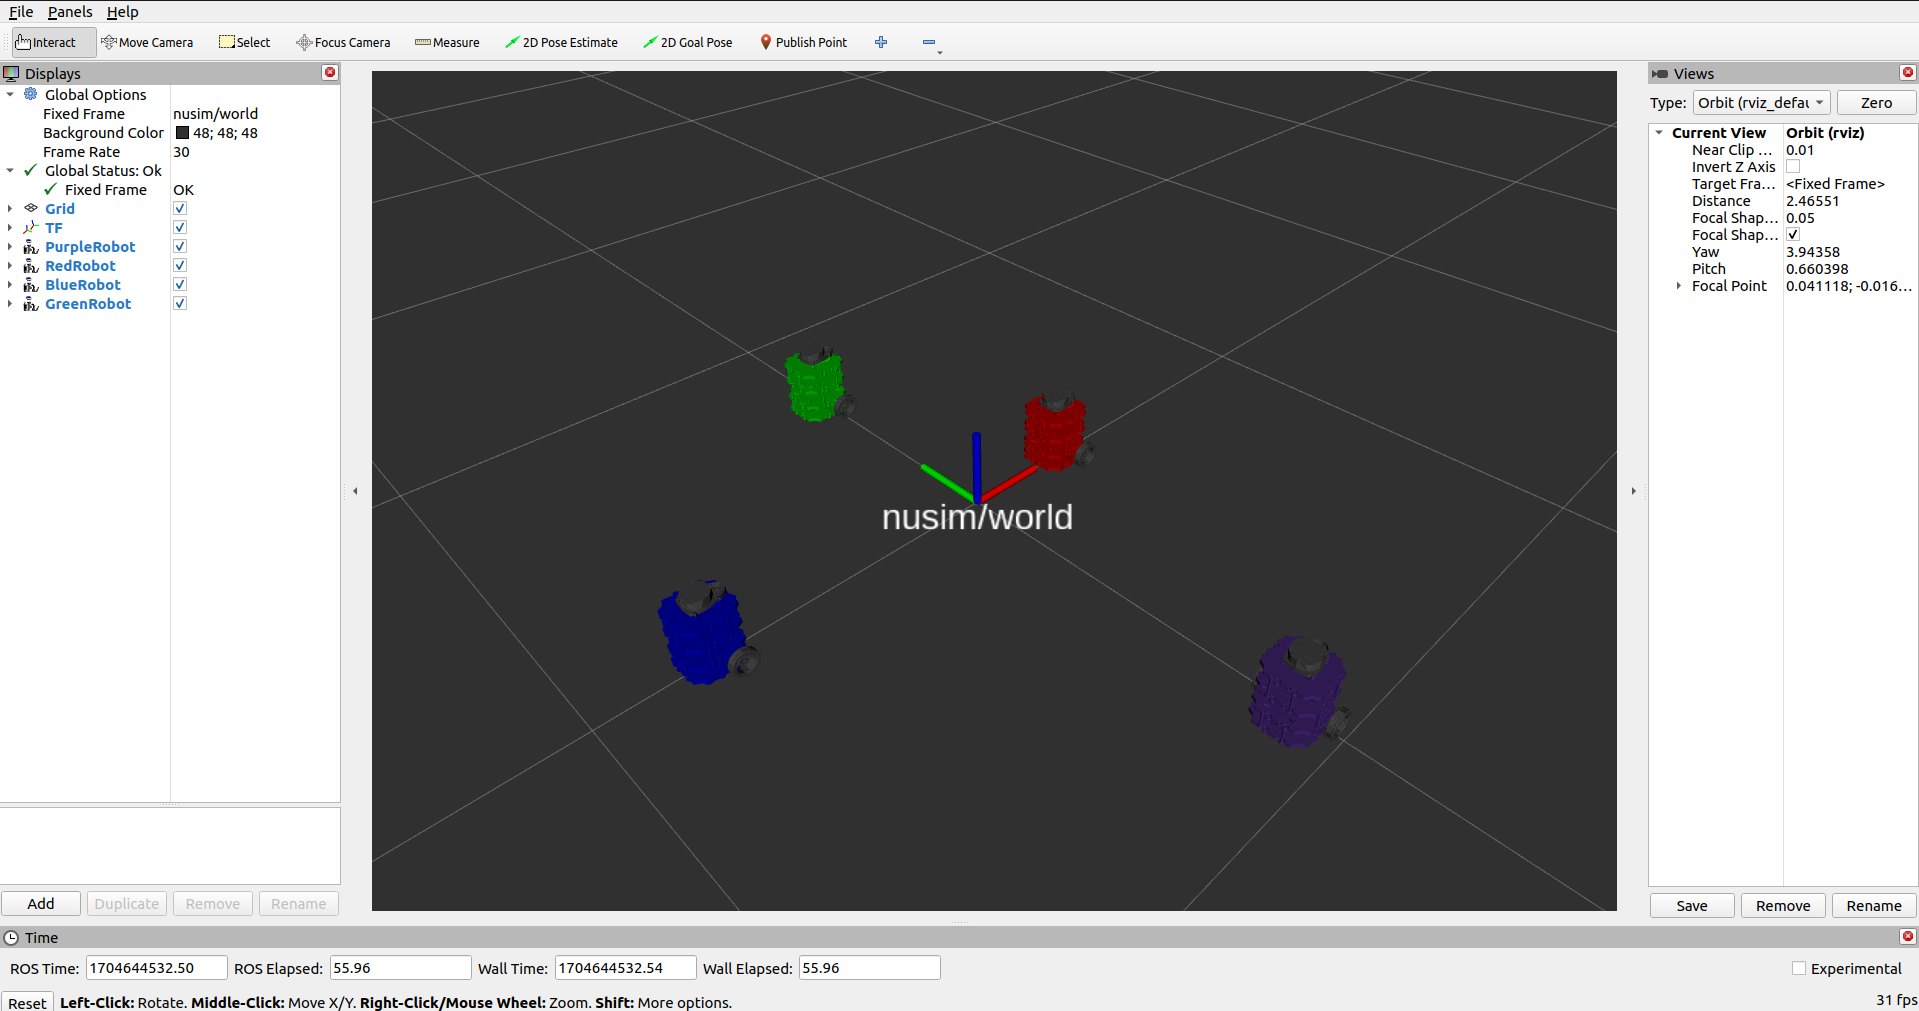 File Panels Help
Interact Move Camera Select Focus Camera Measure 2D Pose Estimate 2D Goal Pose Publish Point
Displays
Global Options
Fixed Frame nusim/world
Background Color 48; 48; 48
Frame Rate 30
Global Status: Ok
Fixed Frame OK
Grid
TF
PurpleRobot
RedRobot
BlueRobot
GreenRobot
Add Duplicate Remove Rename
nusim/world
Views
Type: Orbit (rviz_defau Zero
Current View Orbit (rviz)
Near Clip ... 0.01
Invert Z Axis
Target Fra... <Fixed Frame>
Distance 2.46551
Focal Shap... 0.05
Focal Shap...
Yaw 3.94358
Pitch 0.660398
Focal Point 0.041118; -0.016...
Save Remove Rename
Time
ROS Time: 1704644532.50 ROS Elapsed: 55.96 Wall Time: 1704644532.54 Wall Elapsed: 55.96 Experimental
Reset Left-Click: Rotate. Middle-Click: Move X/Y. Right-Click/Mouse Wheel: Zoom. Shift: More options. 31 fps